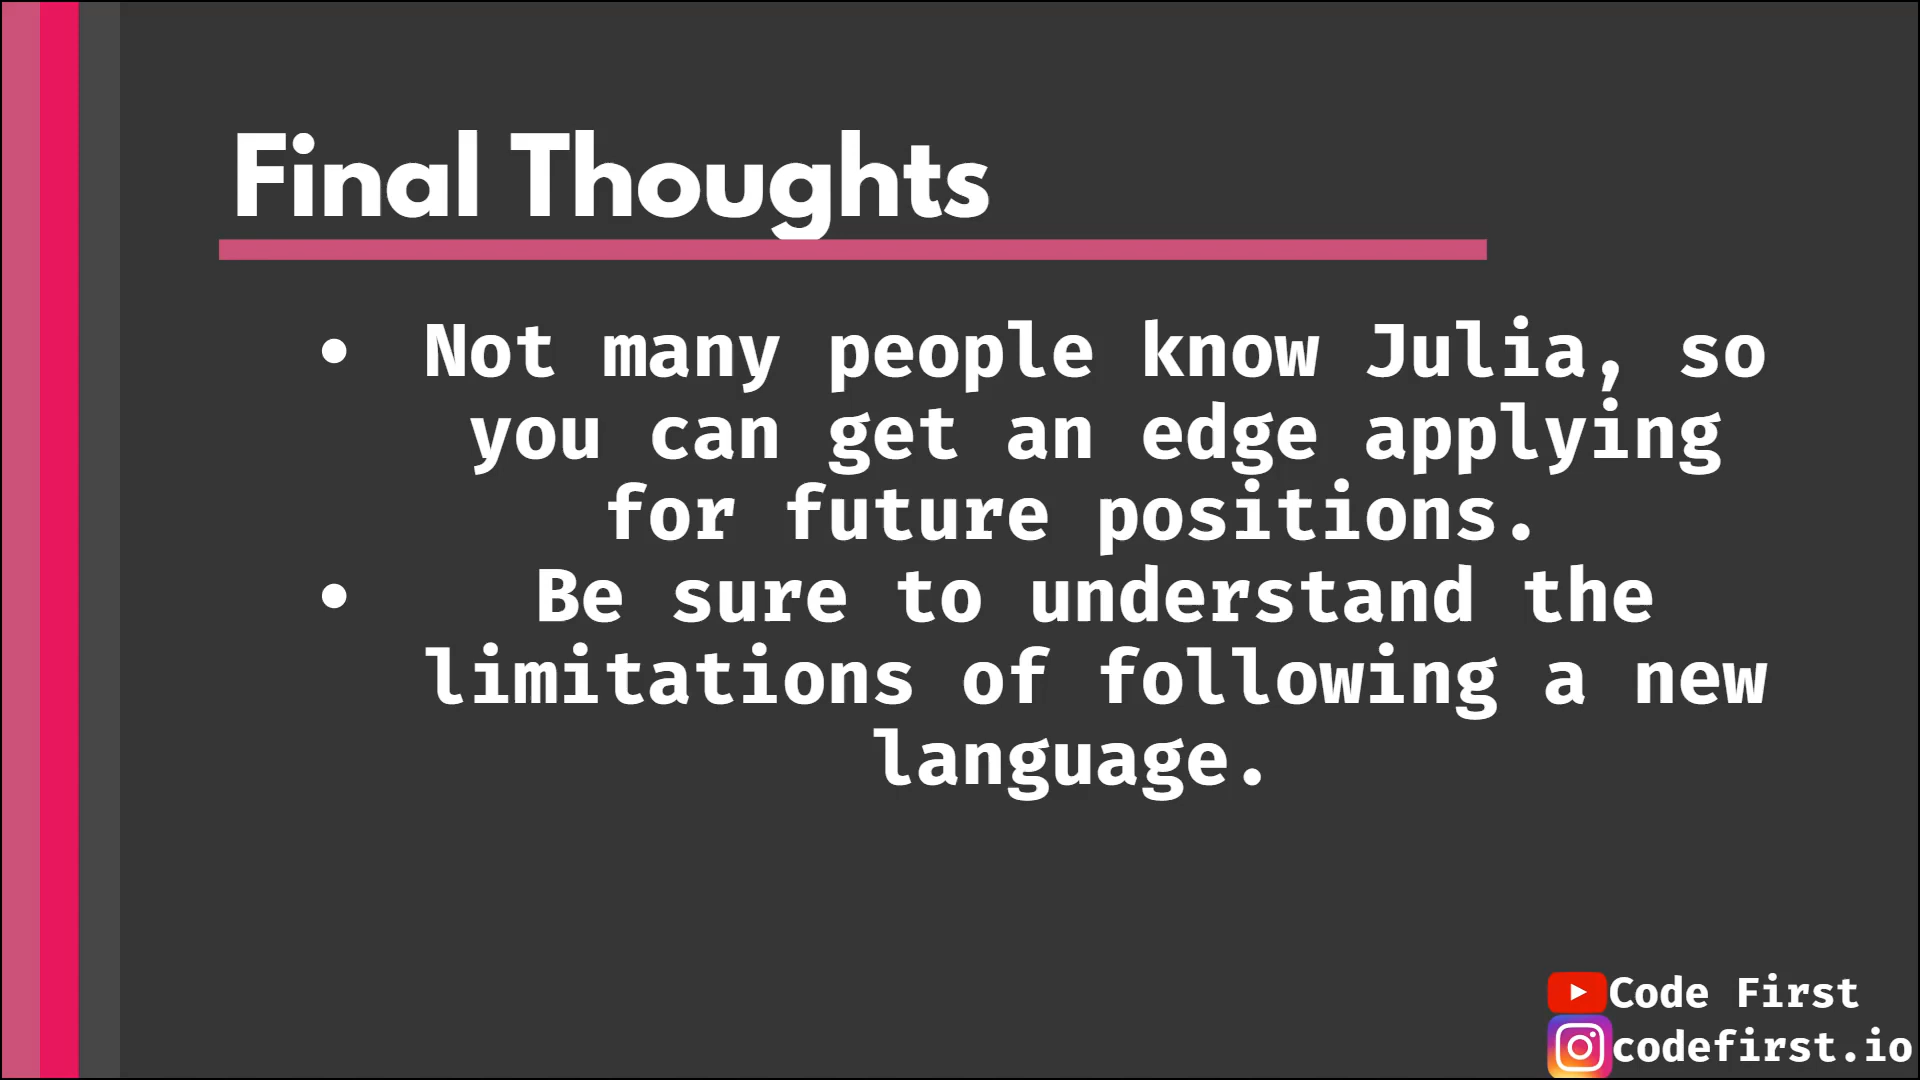 Final Thoughts
• Not many people know Julia, so
you can get an edge applying
for future positions.
• Be sure to understand the
limitations of following a new
language.
Code First
codefirst.io